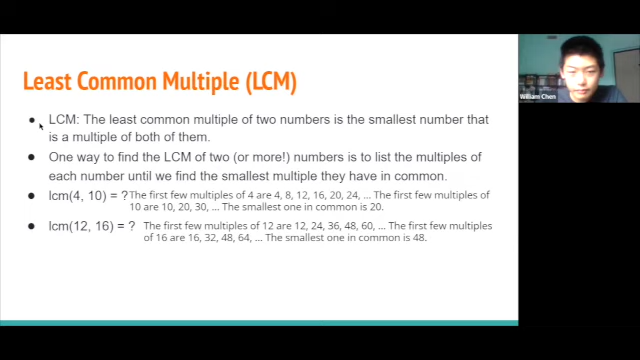 Least Common Multiple (LCM)
● LCM: The least common multiple of two numbers is the smallest number that
is a multiple of both of them.
● One way to find the LCM of two (or more!) numbers is to list the multiples of
each number until we find the smallest multiple they have in common.
● lcm(4, 10) = ? The first few multiples of 4 are 4, 8, 12, 16, 20, 24, ... The first few multiples of
10 are 10, 20, 30, ... The smallest one in common is 20.
● lcm(12, 16) = ? The first few multiples of 12 are 12, 24, 36, 48, 60, ... The first few multiples
of 16 are 16, 32, 48, 64, ... The smallest one in common is 48.
William Chen